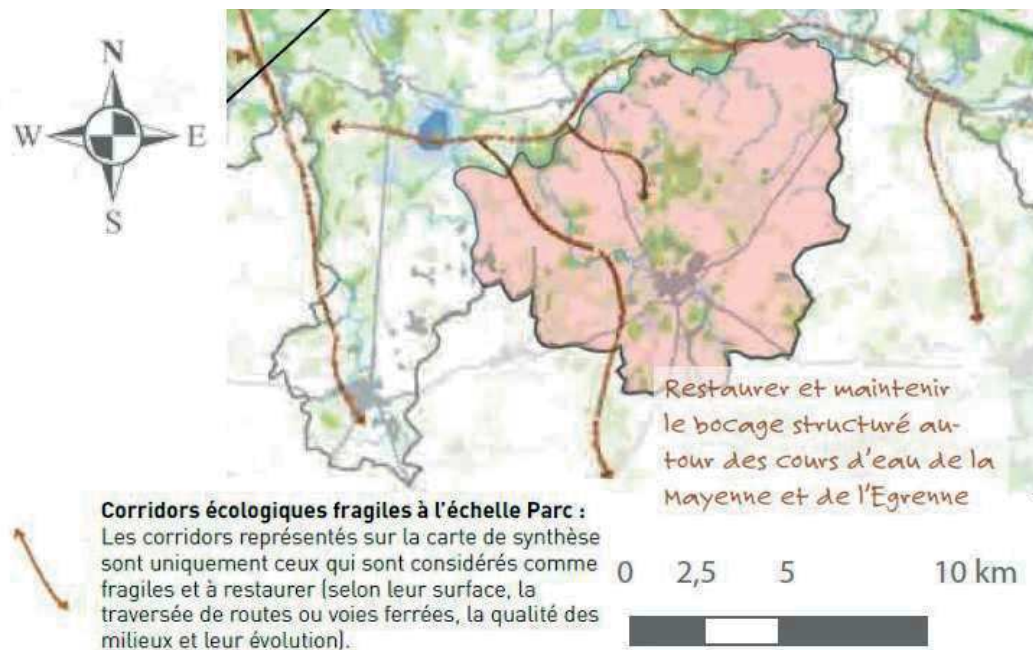 N
W E
S
Restaurer et maintenir
le bocage structuré au-
tour des cours d'eau de la
Mayenne et de l'Egrenne
Corridors écologiques fragiles à l'échelle Parc :
Les corridors représentés sur la carte de synthèse
sont uniquement ceux qui sont considérés comme
fragiles et à restaurer (selon leur surface, la
traversée de routes ou voies ferrées, la qualité des
milieux et leur évolution).
0 2,5 5 10 km